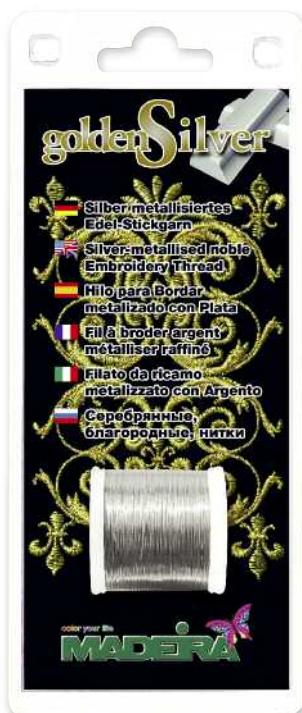 goldenSilver
Silber metallisiertes
Edel-Stickgarn
Silver-metallised noble
Embroidery Thread
Hilo para Bordar
metalizado con Plata
Fil à broder argent
métalliser raffiné
Filato da ricamo
metalizzato con Argento
Серебрянные,
благородные, нитки
color your life
MADEIRA